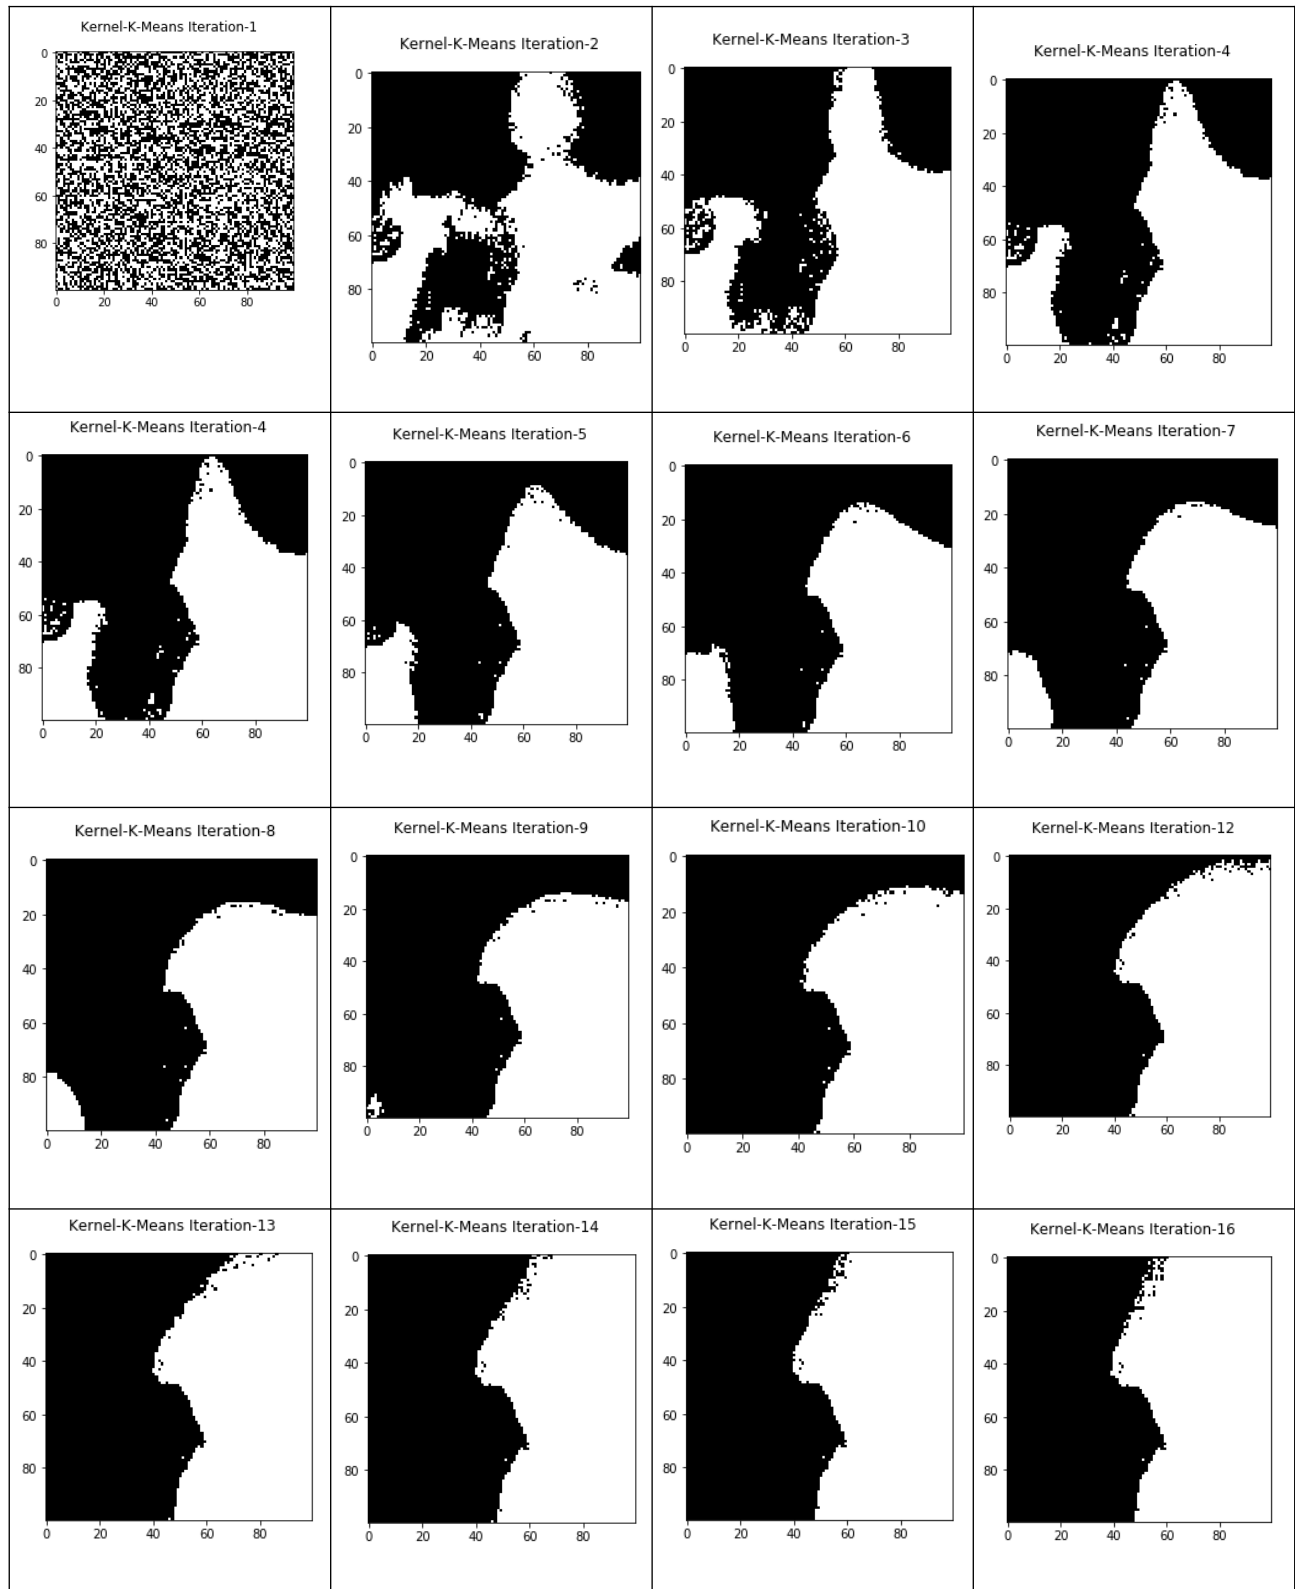 Kernel-K-Means Iteration-1
0
20
40
60
80
0 20 40 60 80
Kernel-K-Means Iteration-2
0
20
40
60
80
0 20 40 60 80
Kernel-K-Means Iteration-3
0
20
40
60
80
0 20 40 60 80
Kernel-K-Means Iteration-4
0
20
40
60
80
0 20 40 60 80
Kernel-K-Means Iteration-4
0
20
40
60
80
0 20 40 60 80
Kernel-K-Means Iteration-5
0
20
40
60
80
0 20 40 60 80
Kernel-K-Means Iteration-6
0
20
40
60
80
0 20 40 60 80
Kernel-K-Means Iteration-7
0
20
40
60
80
0 20 40 60 80
Kernel-K-Means Iteration-8
0
20
40
60
80
0 20 40 60 80
Kernel-K-Means Iteration-9
0
20
40
60
80
0 20 40 60 80
Kernel-K-Means Iteration-10
0
20
40
60
80
0 20 40 60 80
Kernel-K-Means Iteration-12
0
20
40
60
80
0 20 40 60 80
Kernel-K-Means Iteration-13
0
20
40
60
80
0 20 40 60 80
Kernel-K-Means Iteration-14
0
20
40
60
80
0 20 40 60 80
Kernel-K-Means Iteration-15
0
20
40
60
80
0 20 40 60 80
Kernel-K-Means Iteration-16
0
20
40
60
80
0 20 40 60 80